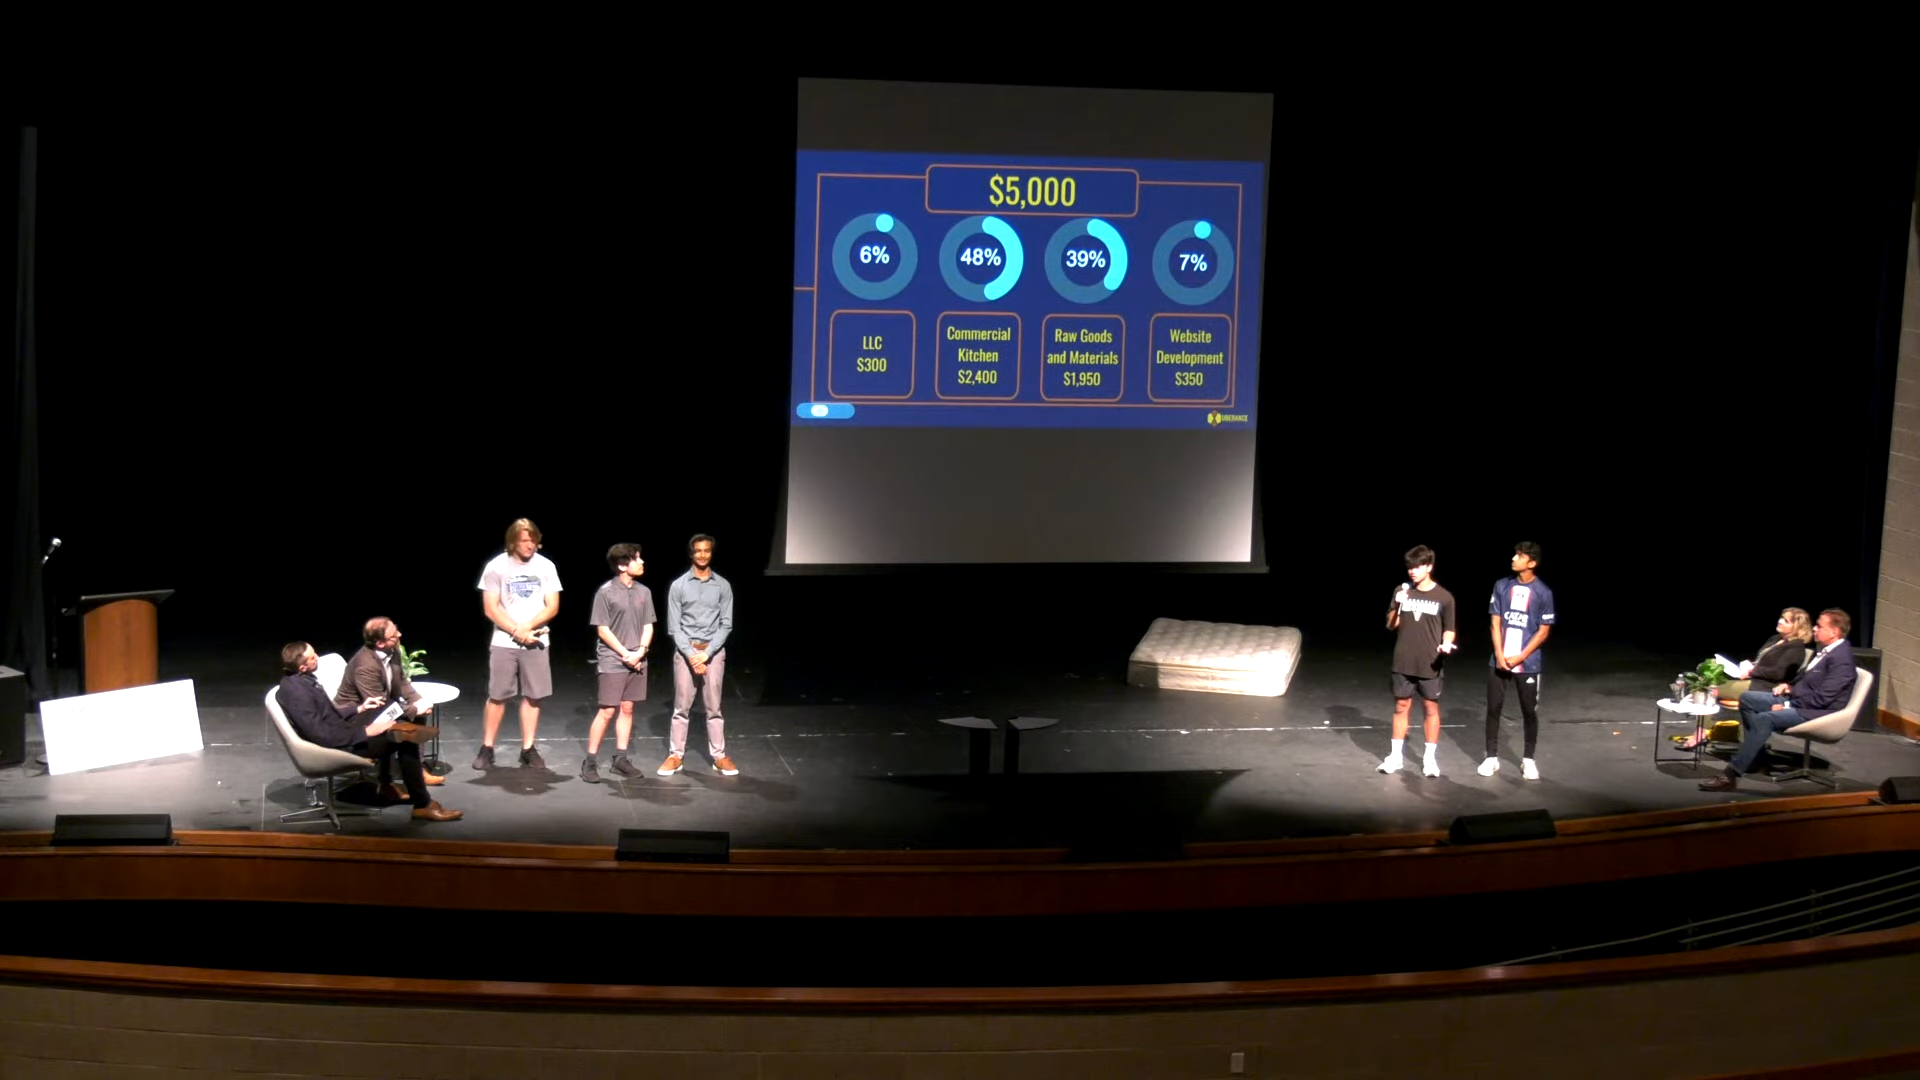 $5,000
6%
48%
39%
7%
LLC
$300
Commercial
Kitchen
$2,400
Raw Goods
and Materials
$1,950
Website
Development
$350